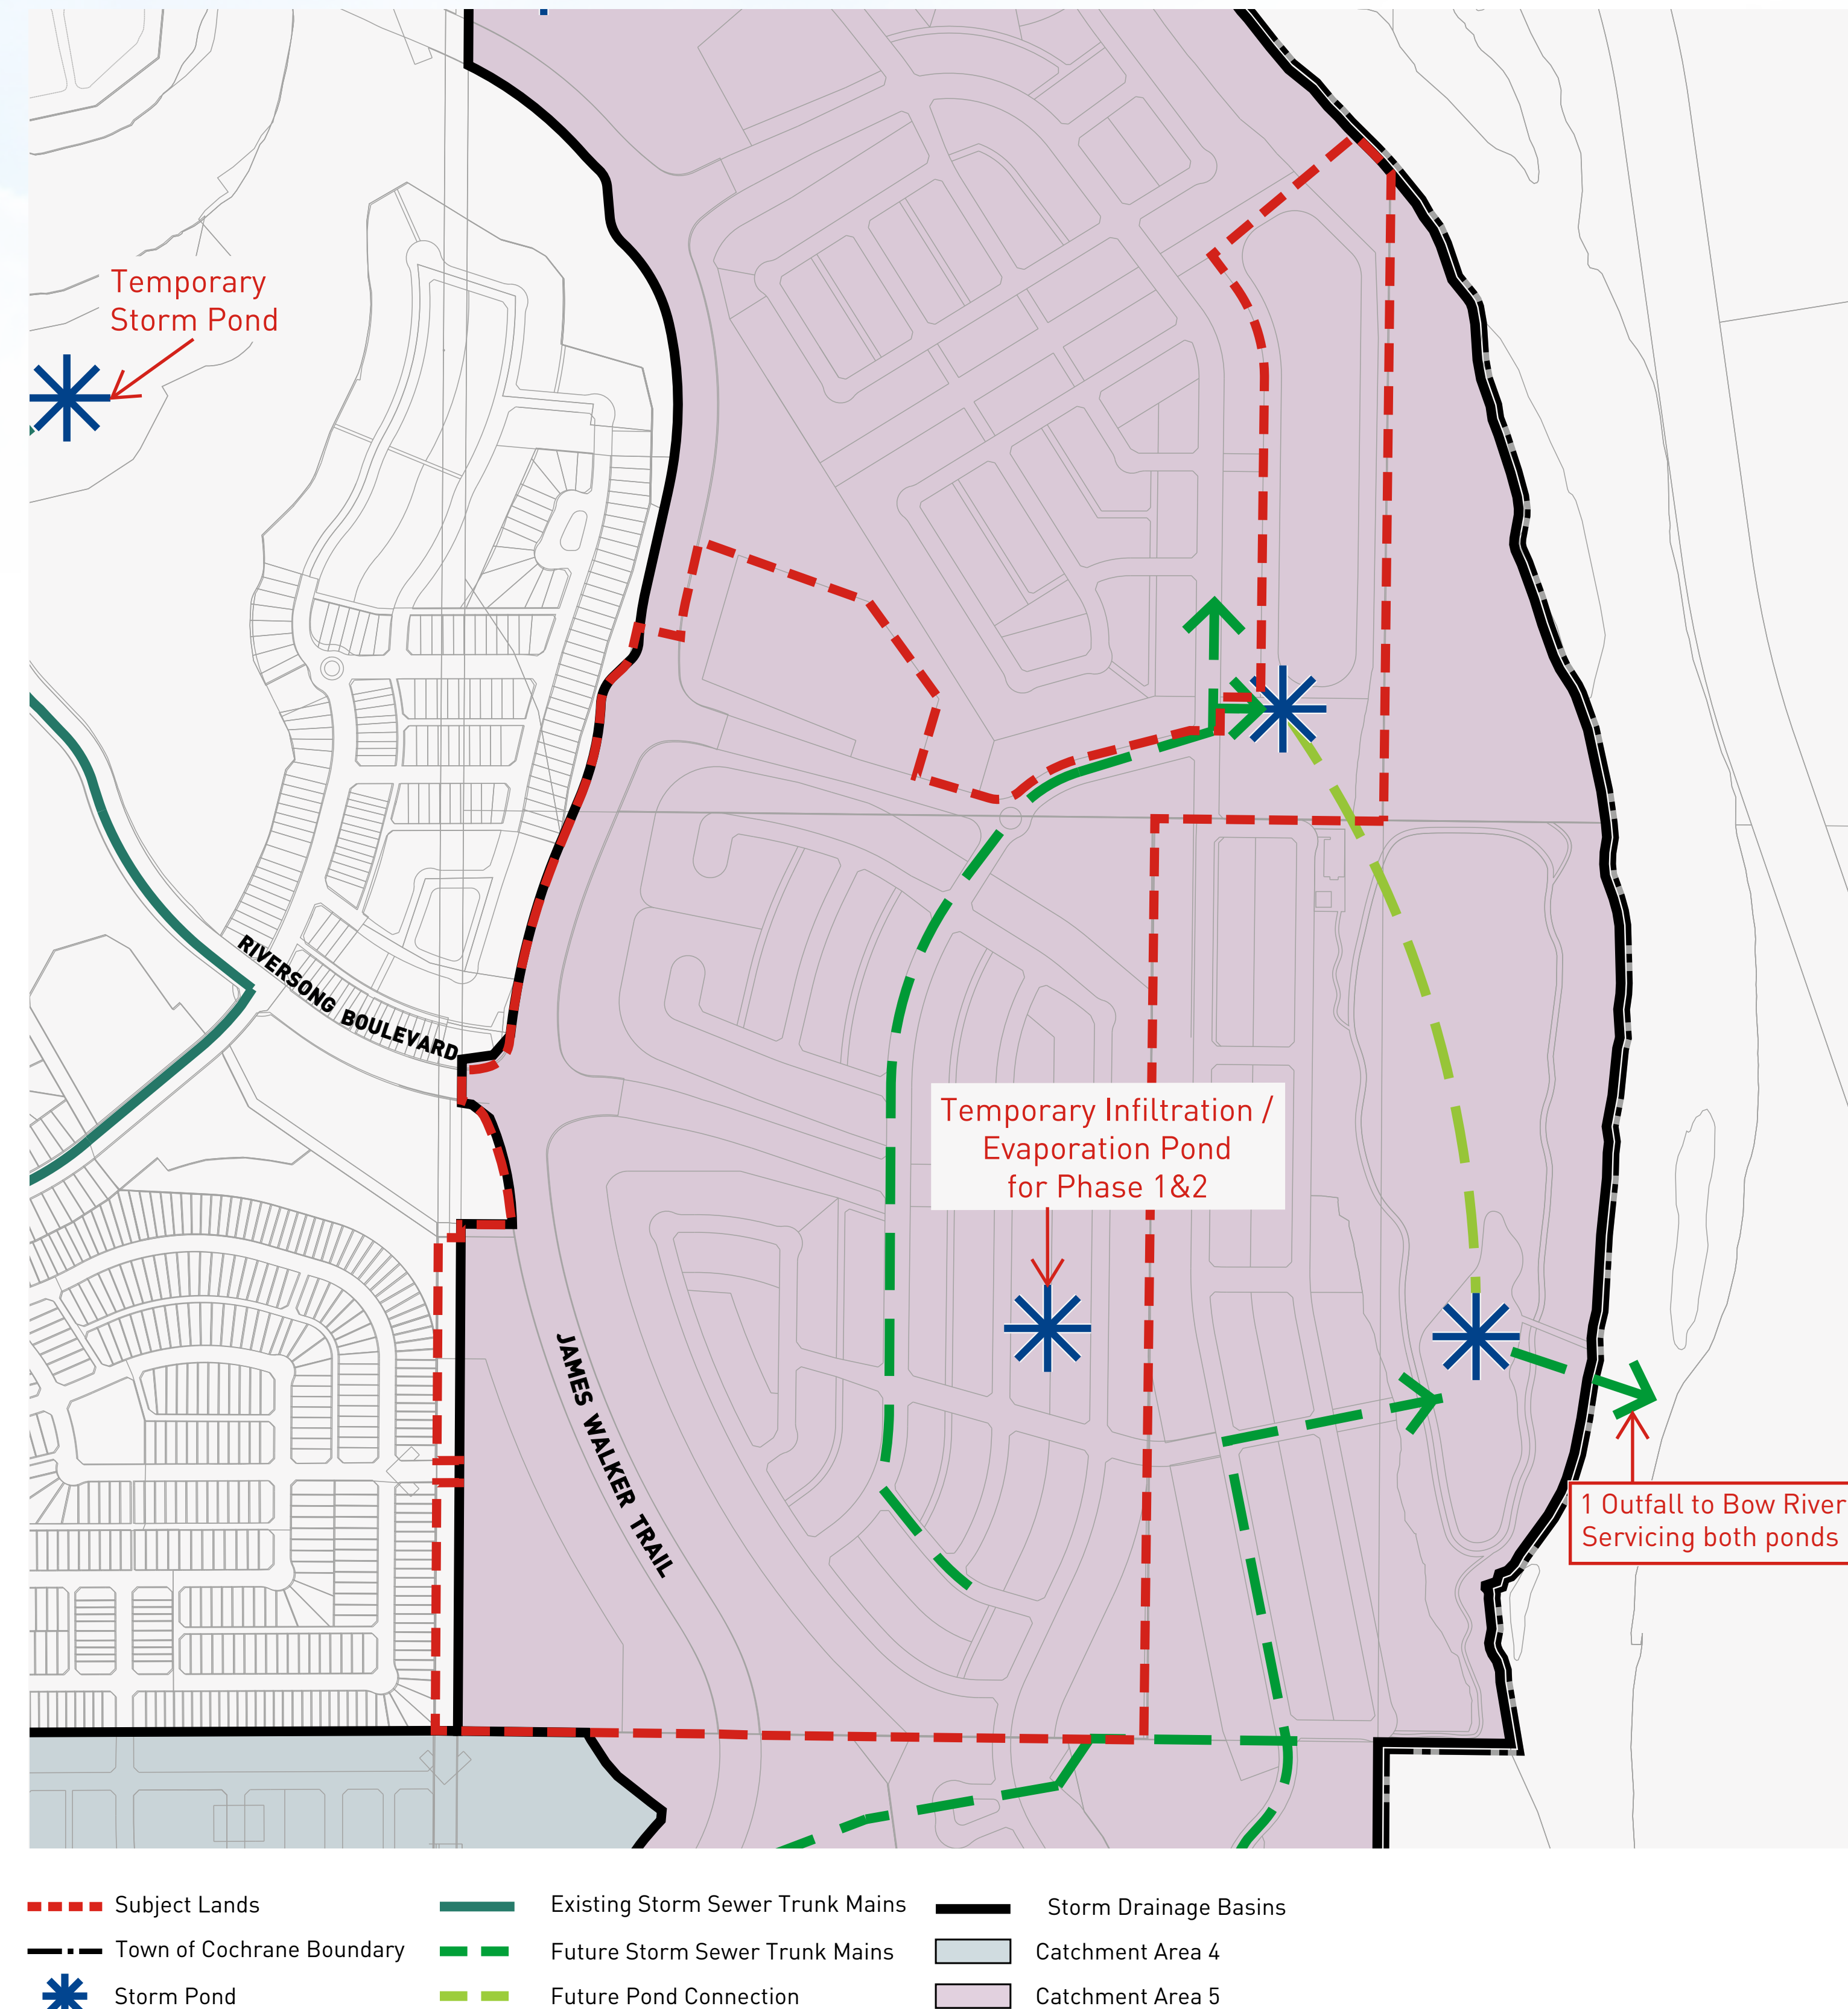 Temporary
Storm Pond
RIVERSONG BOULEVARD
Temporary Infiltration /
Evaporation Pond
for Phase 1&2
JAMES WALKER TRAIL
1 Outfall to Bow River
Servicing both ponds
Subject Lands
Existing Storm Sewer Trunk Mains
Storm Drainage Basins
Town of Cochrane Boundary
Future Storm Sewer Trunk Mains
Catchment Area 4
Storm Pond
Future Pond Connection
Catchment Area 5